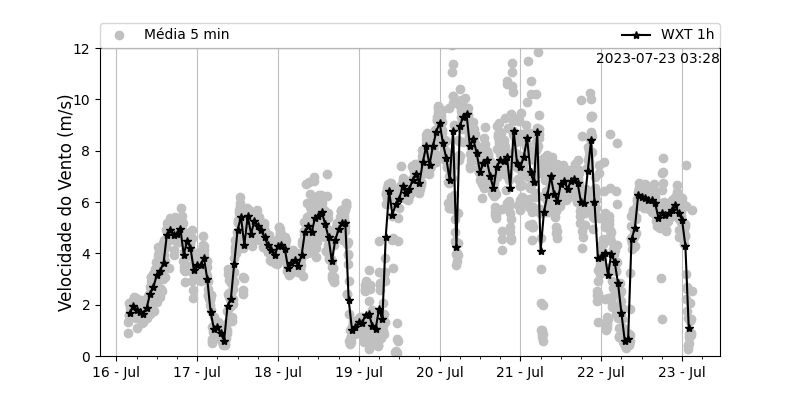 Média 5 min
WXT 1h
2023-07-23 03:28
Velocidade do Vento (m/s)
12
10
8
6
4
2
0
16 - Jul
17 - Jul
18 - Jul
19 - Jul
20 - Jul
21 - Jul
22 - Jul
23 - Jul